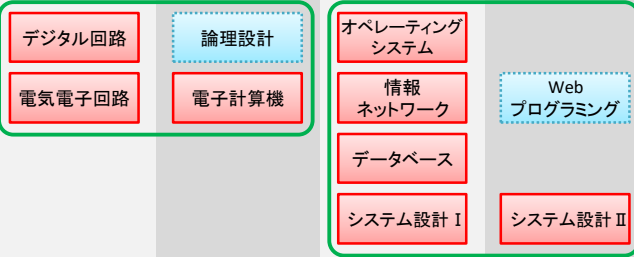 デジタル回路
論理設計
電気電子回路
電子計算機
オペレーティング
システム
情報
ネットワーク
Web
プログラミング
データベース
システム設計Ⅰ
システム設計Ⅱ